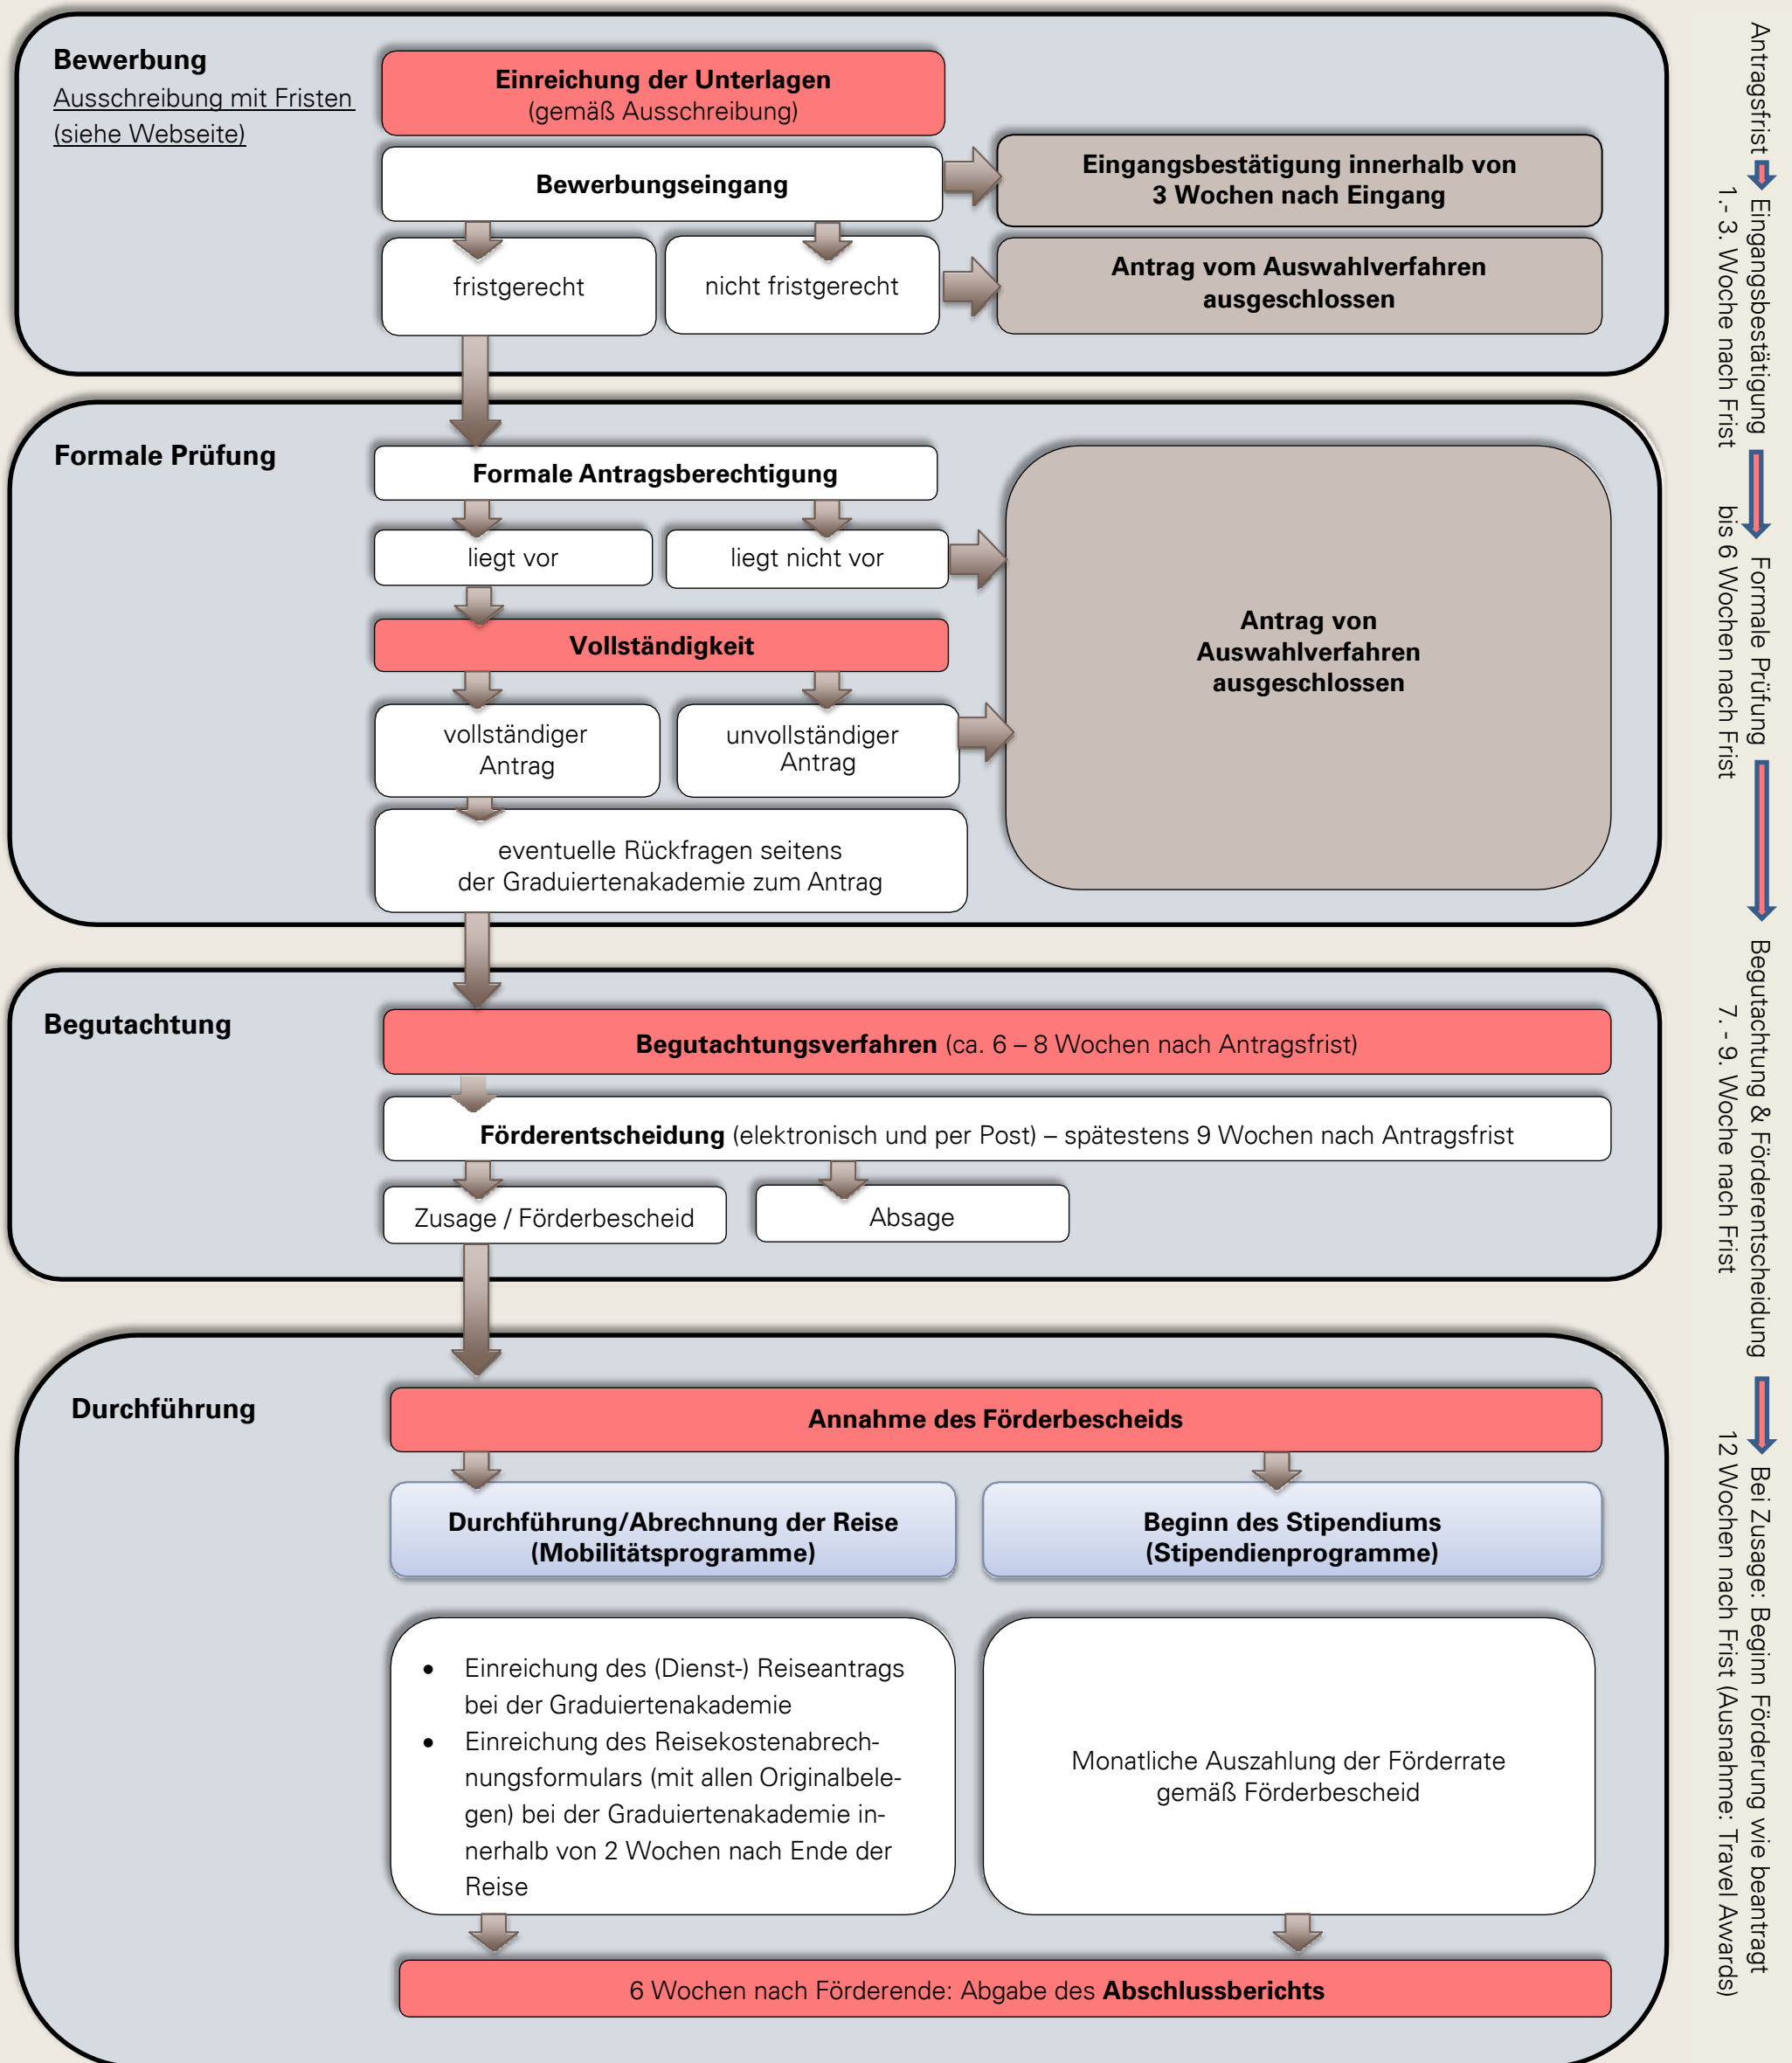 Bewerbung
Ausschreibung mit Fristen
(siehe Webseite)
Einreichung der Unterlagen
(gemäß Ausschreibung)
Bewerbungseingang
Eingangsbestätigung innerhalb von
3 Wochen nach Eingang
fristgerecht
nicht fristgerecht
Antrag vom Auswahlverfahren
ausgeschlossen
Formale Prüfung
Formale Antragsberechtigung
liegt vor
liegt nicht vor
Vollständigkeit
vollständiger
Antrag
unvollständiger
Antrag
eventuelle Rückfragen seitens
der Graduiertenakademie zum Antrag
Antrag von
Auswahlverfahren
ausgeschlossen
Begutachtung
Begutachtungsverfahren (ca. 6 – 8 Wochen nach Antragsfrist)
Förderentscheidung (elektronisch und per Post) – spätestens 9 Wochen nach Antragsfrist
Zusage / Förderbescheid
Absage
Durchführung
Annahme des Förderbescheids
Durchführung/Abrechnung der Reise
(Mobilitätsprogramme)
Beginn des Stipendiums
(Stipendienprogramme)
• Einreichung des (Dienst-) Reiseantrags
bei der Graduiertenakademie
• Einreichung des Reisekostenabrech-
nungsformulars (mit allen Originalbele-
gen) bei der Graduiertenakademie in-
nerhalb von 2 Wochen nach Ende der
Reise
Monatliche Auszahlung der Förderrate
gemäß Förderbescheid
6 Wochen nach Förderende: Abgabe des Abschlussberichts
Antragsfrist
Eingangsbestätigung
1.- 3. Woche nach Frist
Formale Prüfung
bis 6 Wochen nach Frist
Begutachtung & Förderentscheidung
7. - 9. Woche nach Frist
Bei Zusage: Beginn Förderung wie beantragt
12 Wochen nach Frist (Ausnahme: Travel Awards)